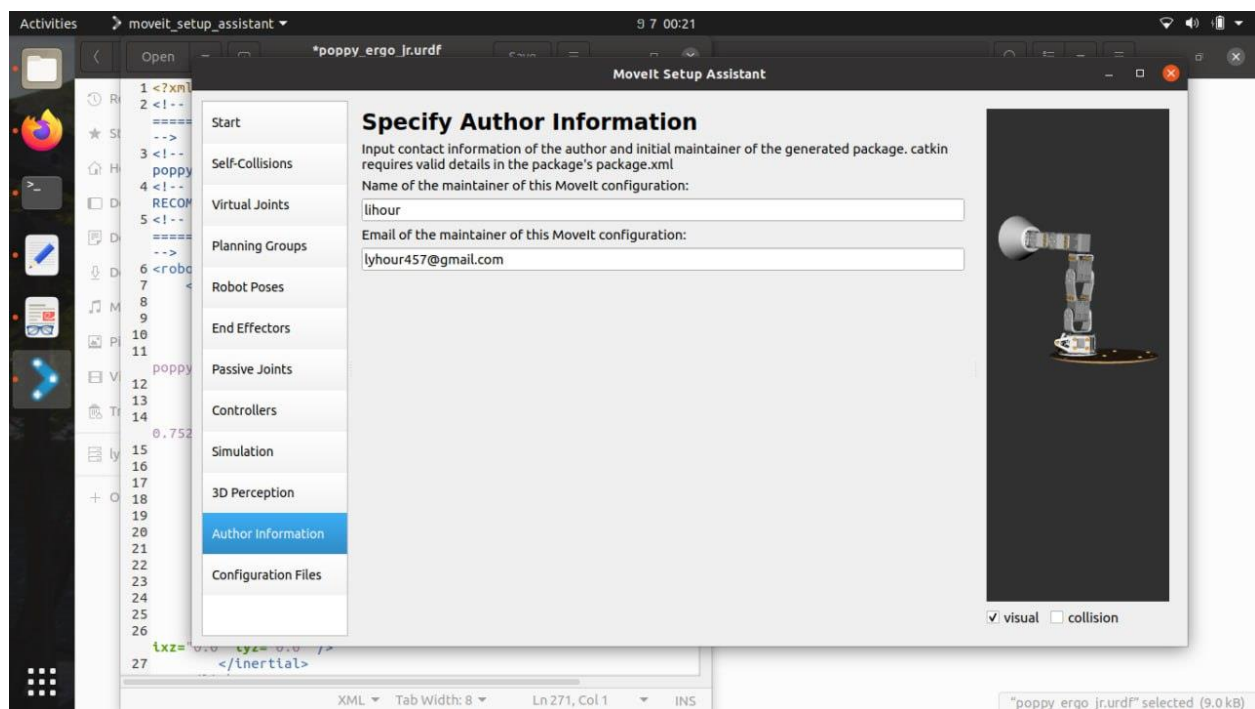 Activities
moveit_setup_assistant
9 7 00:21
Open
*poppy_ergo_jr.urdf
MoveIt Setup Assistant
1 <?xml
2 <!--
=====
-->
3 <!--
poppy
4 <!--
RECOM
5 <!--
=====
-->
6 <robo
7 <
8
9
10
11
poppy
12
13
14
0.752
15
16
17
18
19
20
21
22
23
24
25
26
ixz="0.0" iyz="0.0" />
27 </inertial>
Start
Self-Collisions
Virtual Joints
Planning Groups
Robot Poses
End Effectors
Passive Joints
Controllers
Simulation
3D Perception
Author Information
Configuration Files
Specify Author Information
Input contact information of the author and initial maintainer of the generated package. catkin
requires valid details in the package's package.xml
Name of the maintainer of this MoveIt configuration:
lihour
Email of the maintainer of this MoveIt configuration:
lyhour457@gmail.com
visual
collision
XML
Tab Width: 8
Ln 271, Col 1
INS
"poppy_ergo_jr.urdf" selected (9.0 kB)